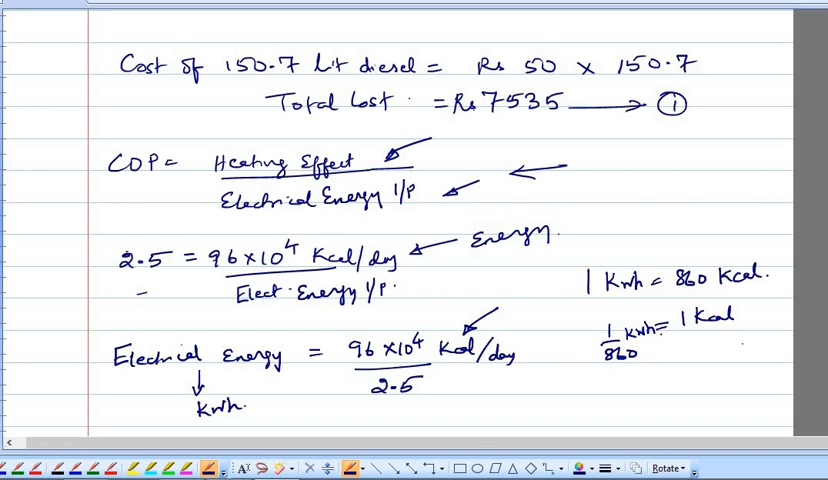 Cost of 150.7 Lit diesel = Rs 50 × 150.7
Total Cost = Rs 7535 ⟶ ①
COP = Heating Effect / Electrical Energy I/P
2.5 = 96×10⁴ Kcal/day / Elect. Energy I/P.
Energy.
1 Kwh = 860 Kcal.
1/860 Kwh = 1 Kcal
Electrical Energy = 96×10⁴ Kcal/day / 2.5
Kwh.
Rotate